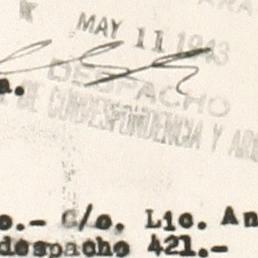 MAY 11 1943
DESPACHO
DE CORRESPONDENCIA Y AR
a.
o.- c/o. Lic. An
despacho 421.-